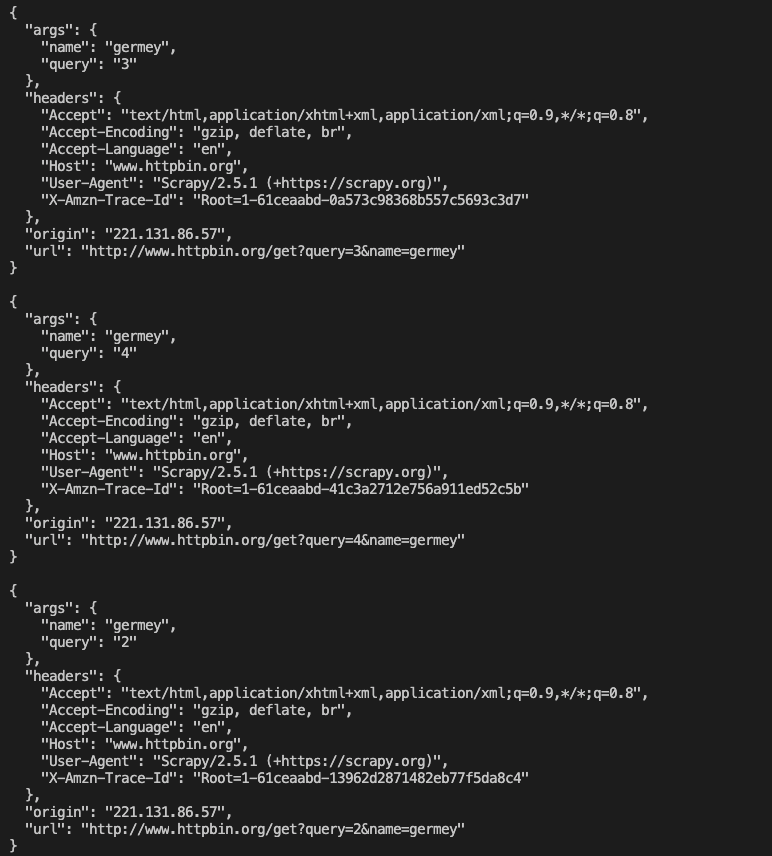 {
  "args": {
    "name": "germey",
    "query": "3"
  },
  "headers": {
    "Accept": "text/html,application/xhtml+xml,application/xml;q=0.9,*/*;q=0.8",
    "Accept-Encoding": "gzip, deflate, br",
    "Accept-Language": "en",
    "Host": "www.httpbin.org",
    "User-Agent": "Scrapy/2.5.1 (+https://scrapy.org)",
    "X-Amzn-Trace-Id": "Root=1-61ceaabd-0a573c98368b557c5693c3d7"
  },
  "origin": "221.131.86.57",
  "url": "http://www.httpbin.org/get?query=3&name=germey"
}

{
  "args": {
    "name": "germey",
    "query": "4"
  },
  "headers": {
    "Accept": "text/html,application/xhtml+xml,application/xml;q=0.9,*/*;q=0.8",
    "Accept-Encoding": "gzip, deflate, br",
    "Accept-Language": "en",
    "Host": "www.httpbin.org",
    "User-Agent": "Scrapy/2.5.1 (+https://scrapy.org)",
    "X-Amzn-Trace-Id": "Root=1-61ceaabd-41c3a2712e756a911ed52c5b"
  },
  "origin": "221.131.86.57",
  "url": "http://www.httpbin.org/get?query=4&name=germey"
}

{
  "args": {
    "name": "germey",
    "query": "2"
  },
  "headers": {
    "Accept": "text/html,application/xhtml+xml,application/xml;q=0.9,*/*;q=0.8",
    "Accept-Encoding": "gzip, deflate, br",
    "Accept-Language": "en",
    "Host": "www.httpbin.org",
    "User-Agent": "Scrapy/2.5.1 (+https://scrapy.org)",
    "X-Amzn-Trace-Id": "Root=1-61ceaabd-13962d2871482eb77f5da8c4"
  },
  "origin": "221.131.86.57",
  "url": "http://www.httpbin.org/get?query=2&name=germey"
}